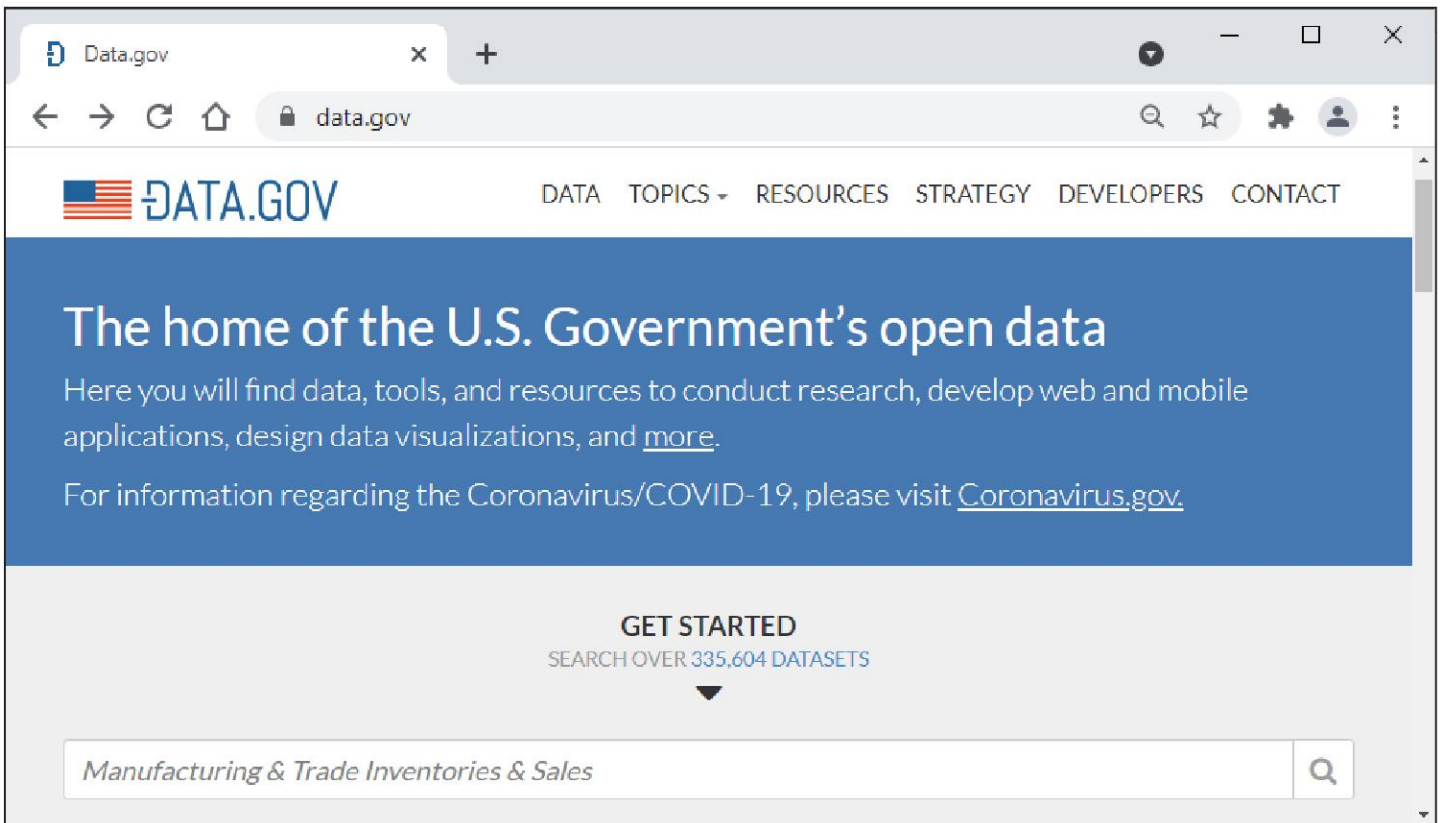 Data.gov
data.gov
DATA.GOV
DATA TOPICS RESOURCES STRATEGY DEVELOPERS CONTACT
The home of the U.S. Government’s open data
Here you will find data, tools, and resources to conduct research, develop web and mobile
applications, design data visualizations, and more.
For information regarding the Coronavirus/COVID-19, please visit Coronavirus.gov.
GET STARTED
SEARCH OVER 335,604 DATASETS
Manufacturing & Trade Inventories & Sales